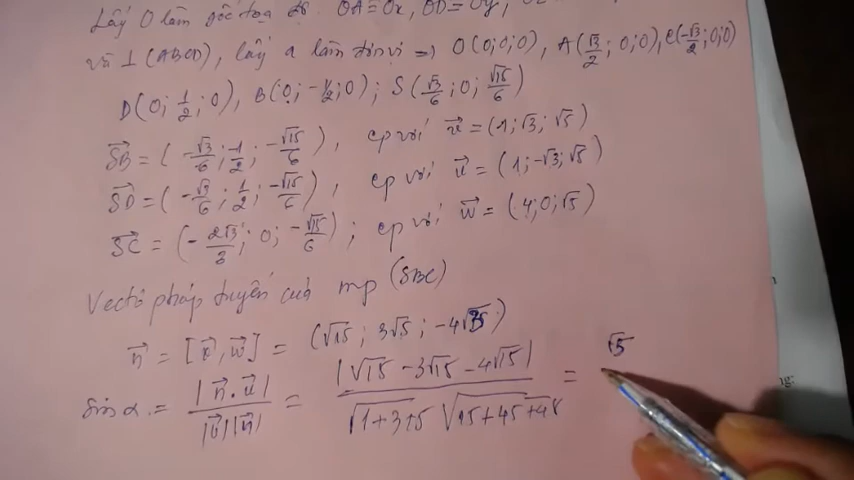 Lấy O làm gốc tọa độ. OA ≡ Ox, OD ≡ Oy,
và ⊥ (ABCD), lấy a làm đơn vị => O(0;0;0), A(√3/2; 0; 0), C(-√3/2; 0; 0)
D(0; 1/2; 0), B(0; -1/2; 0); S(√3/6; 0; √15/6)
SB = (-√3/6; -1/2; -√15/6), cp với v = (1; √3; √5)
SD = (-√3/6; 1/2; -√15/6), cp với u = (1; -√3; √5)
SC = (-2√3/3; 0; -√15/6); cp với w = (4; 0; √5)
Vectơ pháp tuyến của mp (SBC)
n = [v, w] = (√15; 3√5; -4√3)
sin α = |n.u| / |u||n| = |√15 - 3√15 - 4√15| / √1+3+5 √15+45+48 = √5